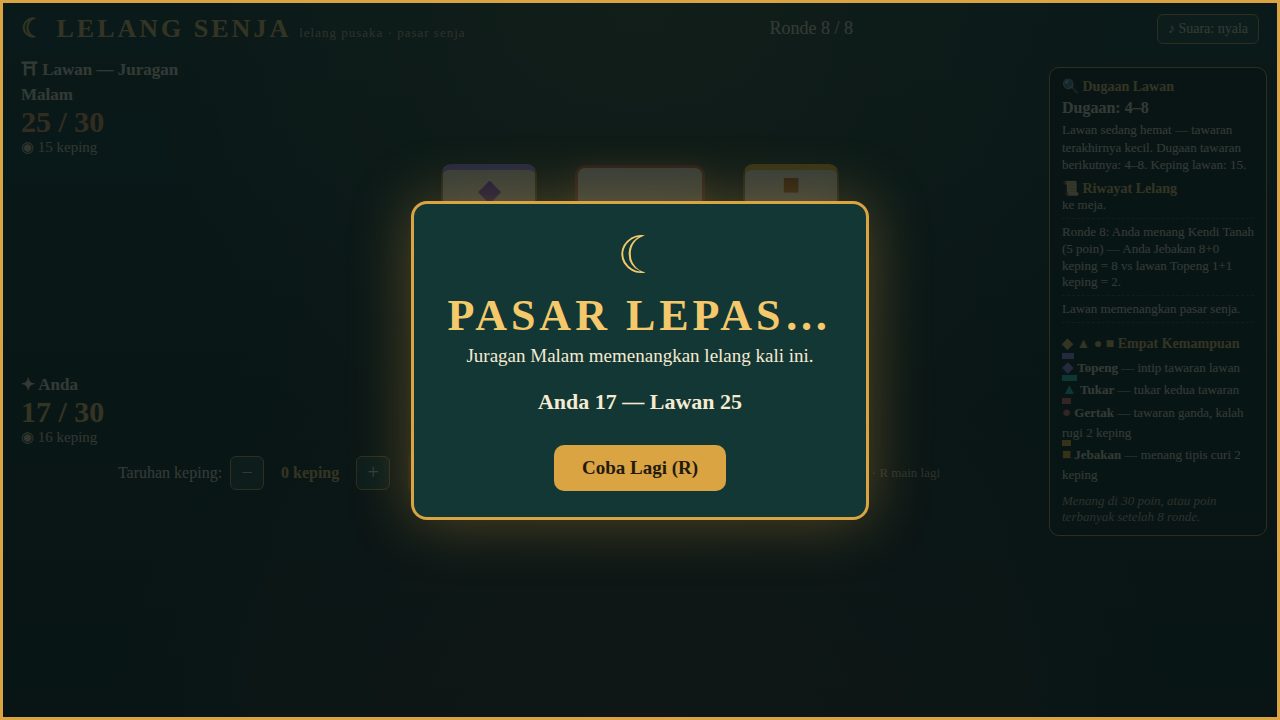 ☾ LELANG SENJA lelang pusaka · pasar senja
Ronde 8 / 8
♪ Suara: nyala
⛩ Lawan — Juragan
Malam
25 / 30
◉ 15 keping
🔍 Dugaan Lawan
Dugaan: 4–8
Lawan sedang hemat — tawaran
terakhirnya kecil. Dugaan tawaran
berikutnya: 4–8. Keping lawan: 15.
📜 Riwayat Lelang
ke meja.
Ronde 8: Anda menang Kendi Tanah
(5 poin) — Anda Jebakan 8+0
keping = 8 vs lawan Topeng 1+1
keping = 2.
Lawan memenangkan pasar senja.
◆ ▲ ● ■ Empat Kemampuan
◆ Topeng — intip tawaran lawan
▲ Tukar — tukar kedua tawaran
● Gertak — tawaran ganda, kalah
rugi 2 keping
■ Jebakan — menang tipis curi 2
keping
Menang di 30 poin, atau poin
terbanyak setelah 8 ronde.
☾
PASAR LEPAS...
Juragan Malam memenangkan lelang kali ini.
Anda 17 — Lawan 25
Coba Lagi (R)
✦ Anda
17 / 30
◉ 16 keping
Taruhan keping: − 0 keping +
· R main lagi